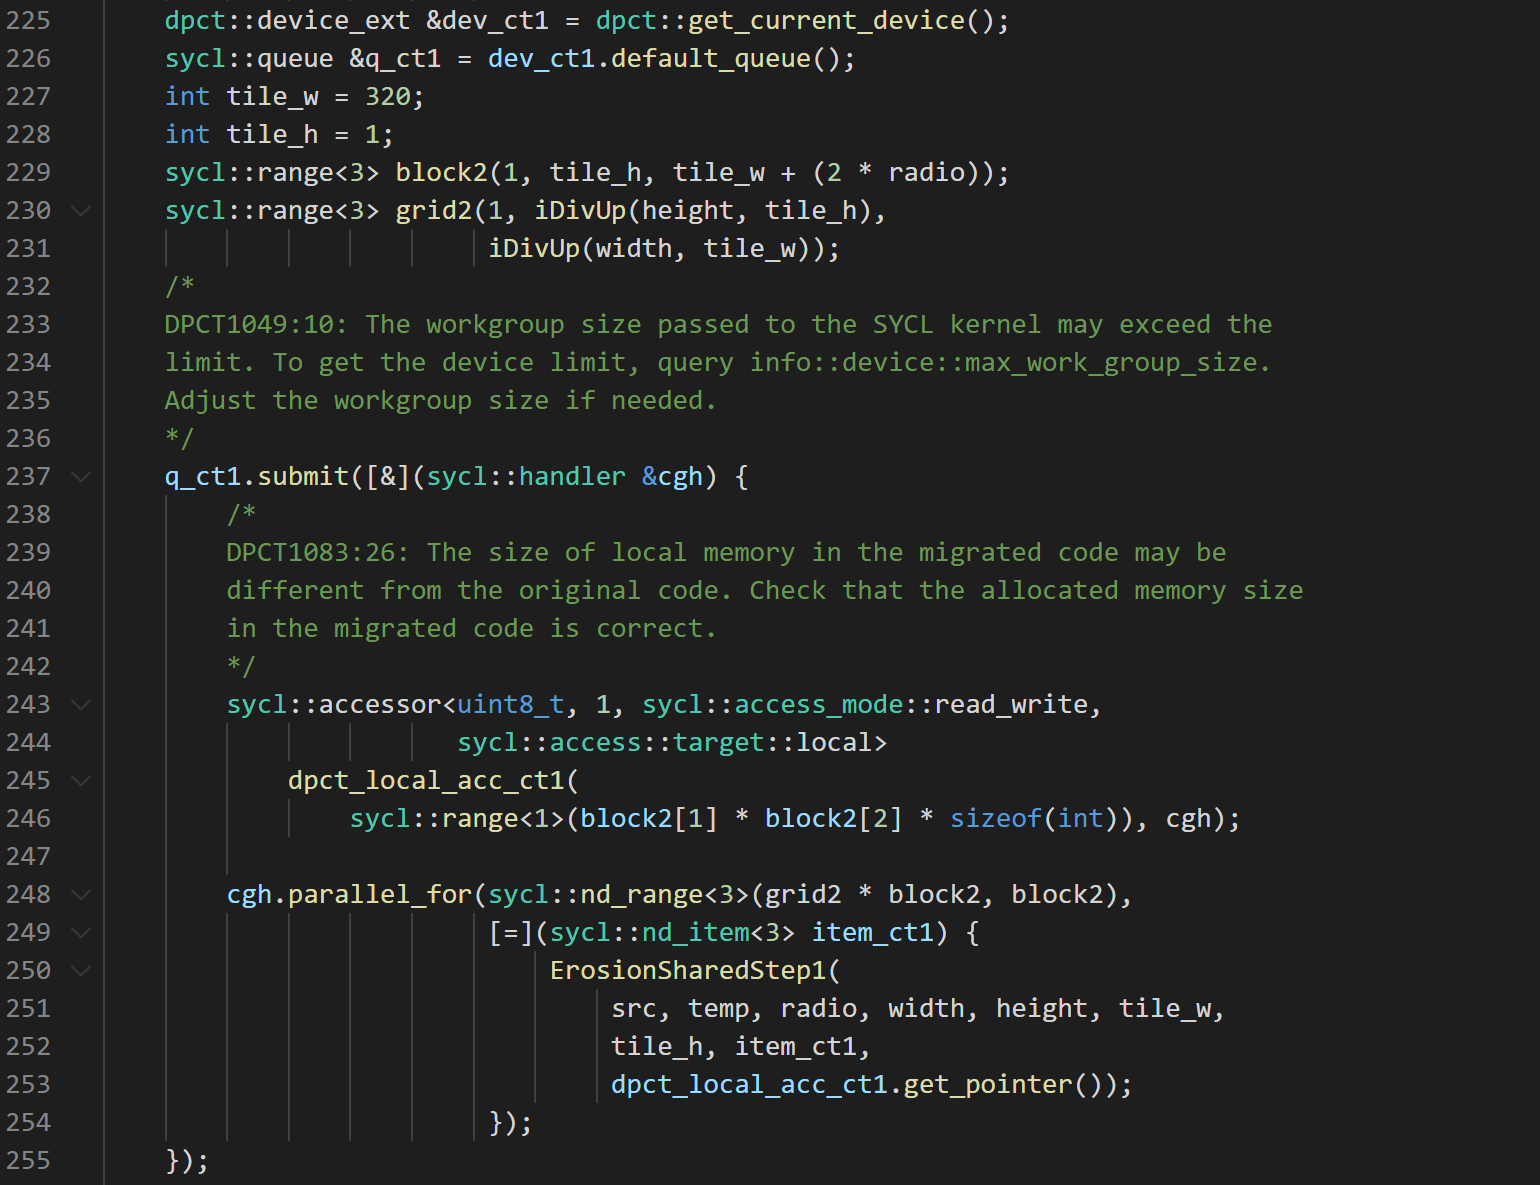 225 dpct::device_ext &dev_ct1 = dpct::get_current_device();
226 sycl::queue &q_ct1 = dev_ct1.default_queue();
227 int tile_w = 320;
228 int tile_h = 1;
229 sycl::range<3> block2(1, tile_h, tile_w + (2 * radio));
230 sycl::range<3> grid2(1, iDivUp(height, tile_h),
231 iDivUp(width, tile_w));
232 /*
233 DPCT1049:10: The workgroup size passed to the SYCL kernel may exceed the
234 limit. To get the device limit, query info::device::max_work_group_size.
235 Adjust the workgroup size if needed.
236 */
237 q_ct1.submit([&](sycl::handler &cgh) {
238 /*
239 DPCT1083:26: The size of local memory in the migrated code may be
240 different from the original code. Check that the allocated memory size
241 in the migrated code is correct.
242 */
243 sycl::accessor<uint8_t, 1, sycl::access_mode::read_write,
244 sycl::access::target::local>
245 dpct_local_acc_ct1(
246 sycl::range<1>(block2[1] * block2[2] * sizeof(int)), cgh);
247
248 cgh.parallel_for(sycl::nd_range<3>(grid2 * block2, block2),
249 [=](sycl::nd_item<3> item_ct1) {
250 ErosionSharedStep1(
251 src, temp, radio, width, height, tile_w,
252 tile_h, item_ct1,
253 dpct_local_acc_ct1.get_pointer());
254 });
255 });